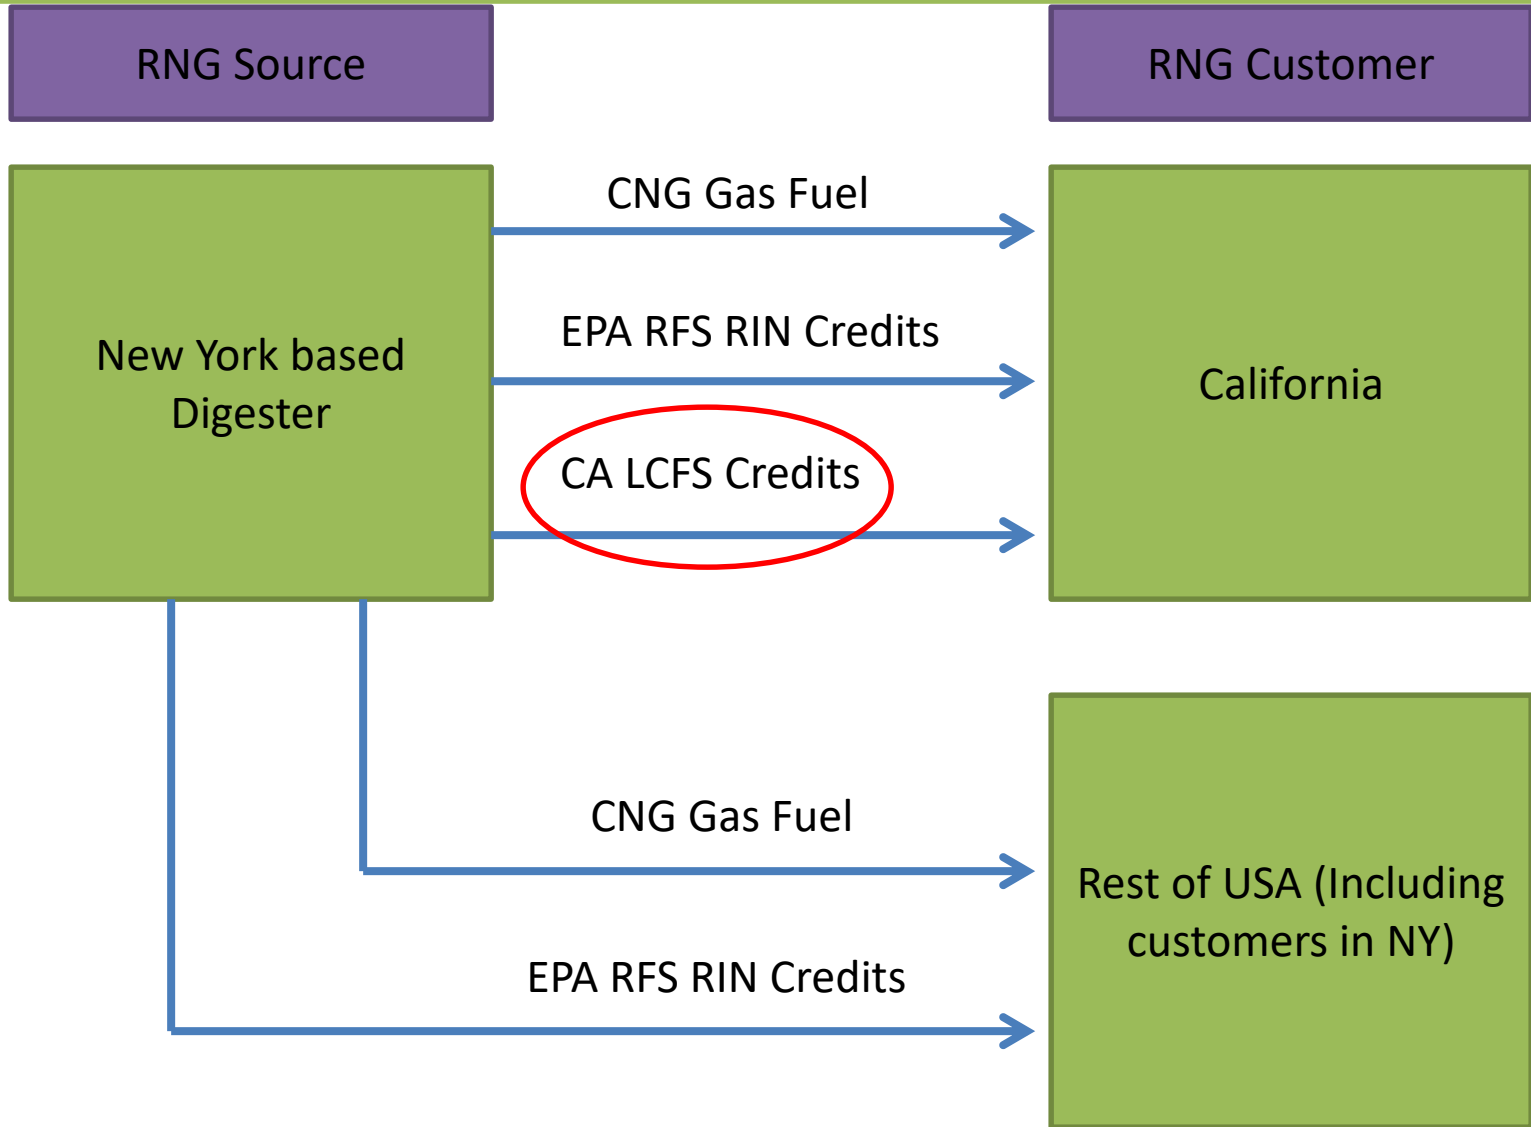 RNG Source
RNG Customer
New York based
Digester
CNG Gas Fuel
EPA RFS RIN Credits
CA LCFS Credits
California
CNG Gas Fuel
EPA RFS RIN Credits
Rest of USA (Including
customers in NY)